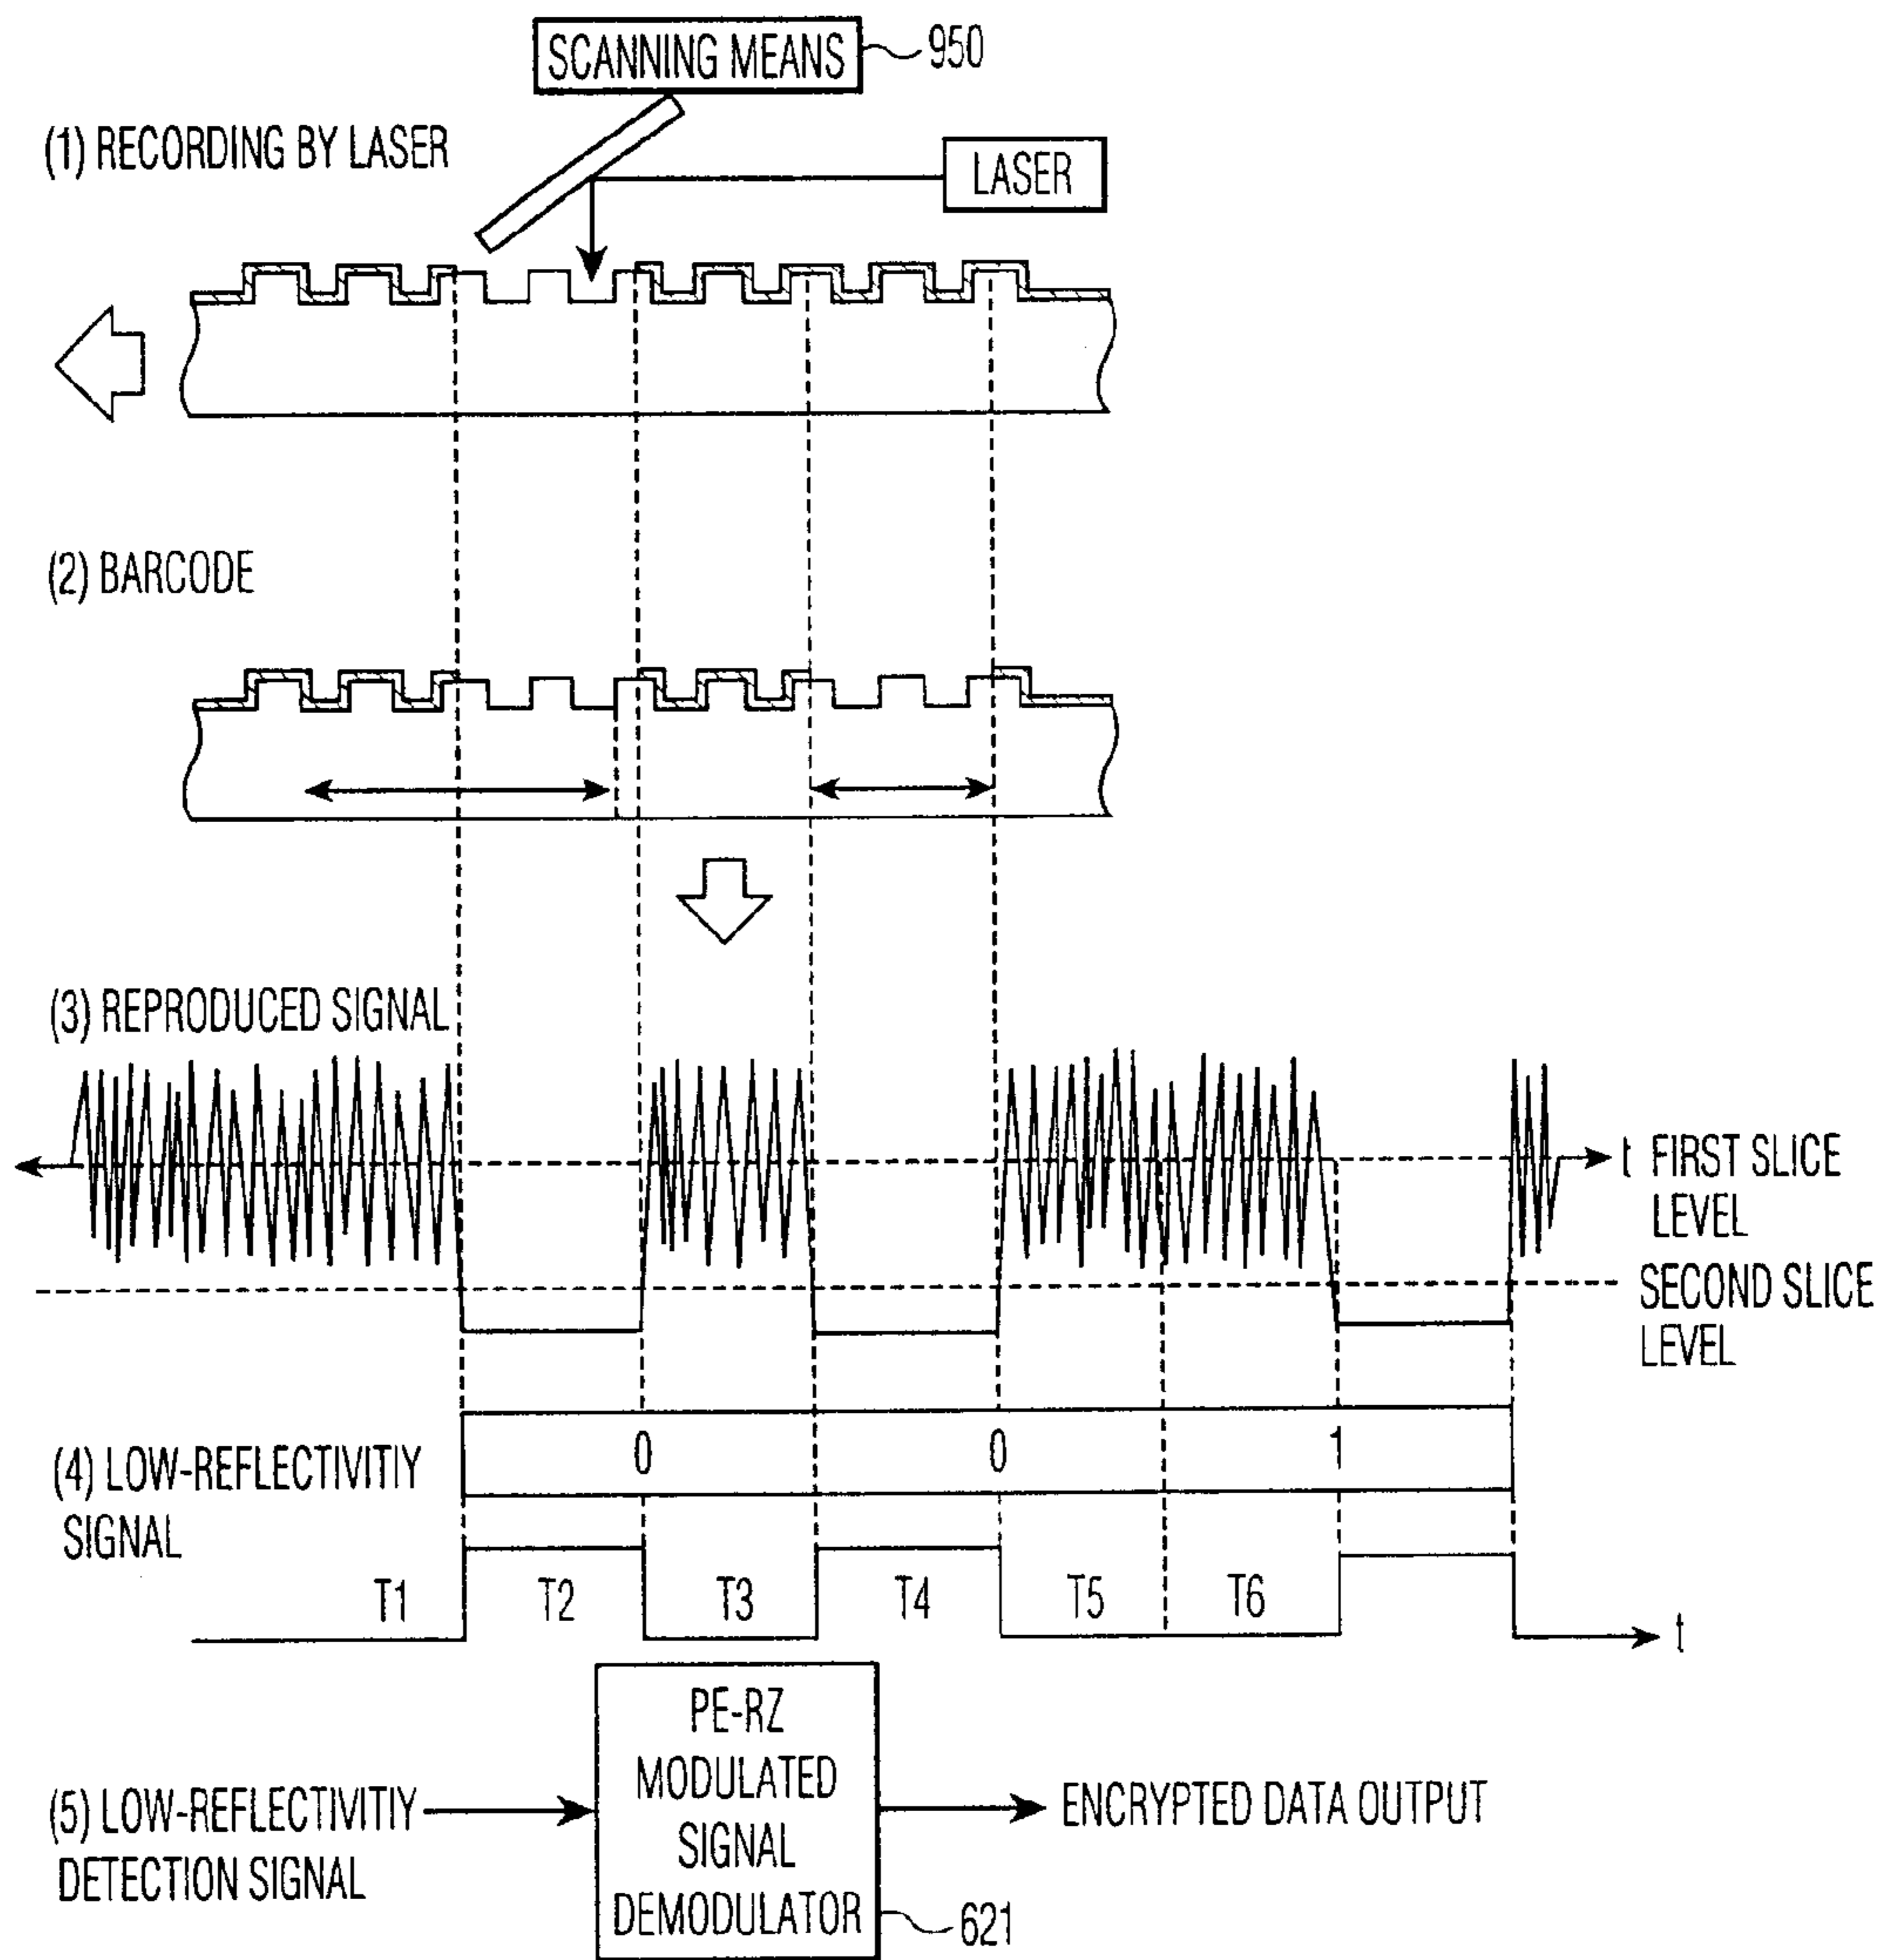 SCANNING MEANS
950
(1) RECORDING BY LASER
LASER
(2) BARCODE
(3) REPRODUCED SIGNAL
t FIRST SLICE
LEVEL
SECOND SLICE
LEVEL
(4) LOW-REFLECTIVITIY
SIGNAL
0 0 1
T1 T2 T3 T4 T5 T6
t
PE-RZ
MODULATED
SIGNAL
DEMODULATOR
621
(5) LOW-REFLECTIVITIY
DETECTION SIGNAL
ENCRYPTED DATA OUTPUT